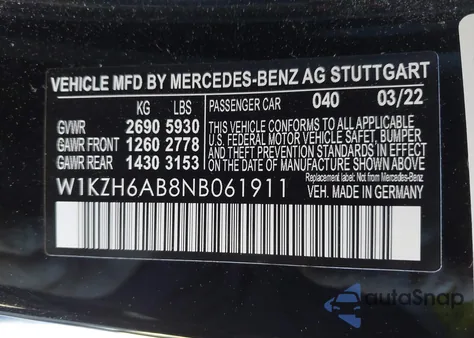 VEHICLE MFD BY MERCEDES-BENZ AG STUTTGART
KG LBS
GVWR 2690 5930
GAWR FRONT 1260 2778
GAWR REAR 1430 3153
PASSENGER CAR 040 03/22
THIS VEHICLE CONFORMS TO ALL APPLICABLE
U.S. FEDERAL MOTOR VEHICLE SAFETY, BUMPER
AND THEFT PREVENTION STANDARDS IN EFFECT
ON THE DATE OF MANUFACTURE SHOWN ABOVE.
W/o raised label: Not from Mercedes-Benz
W1KZH6AB8NB061911 VEH. MADE IN GERMANY
autoSnap